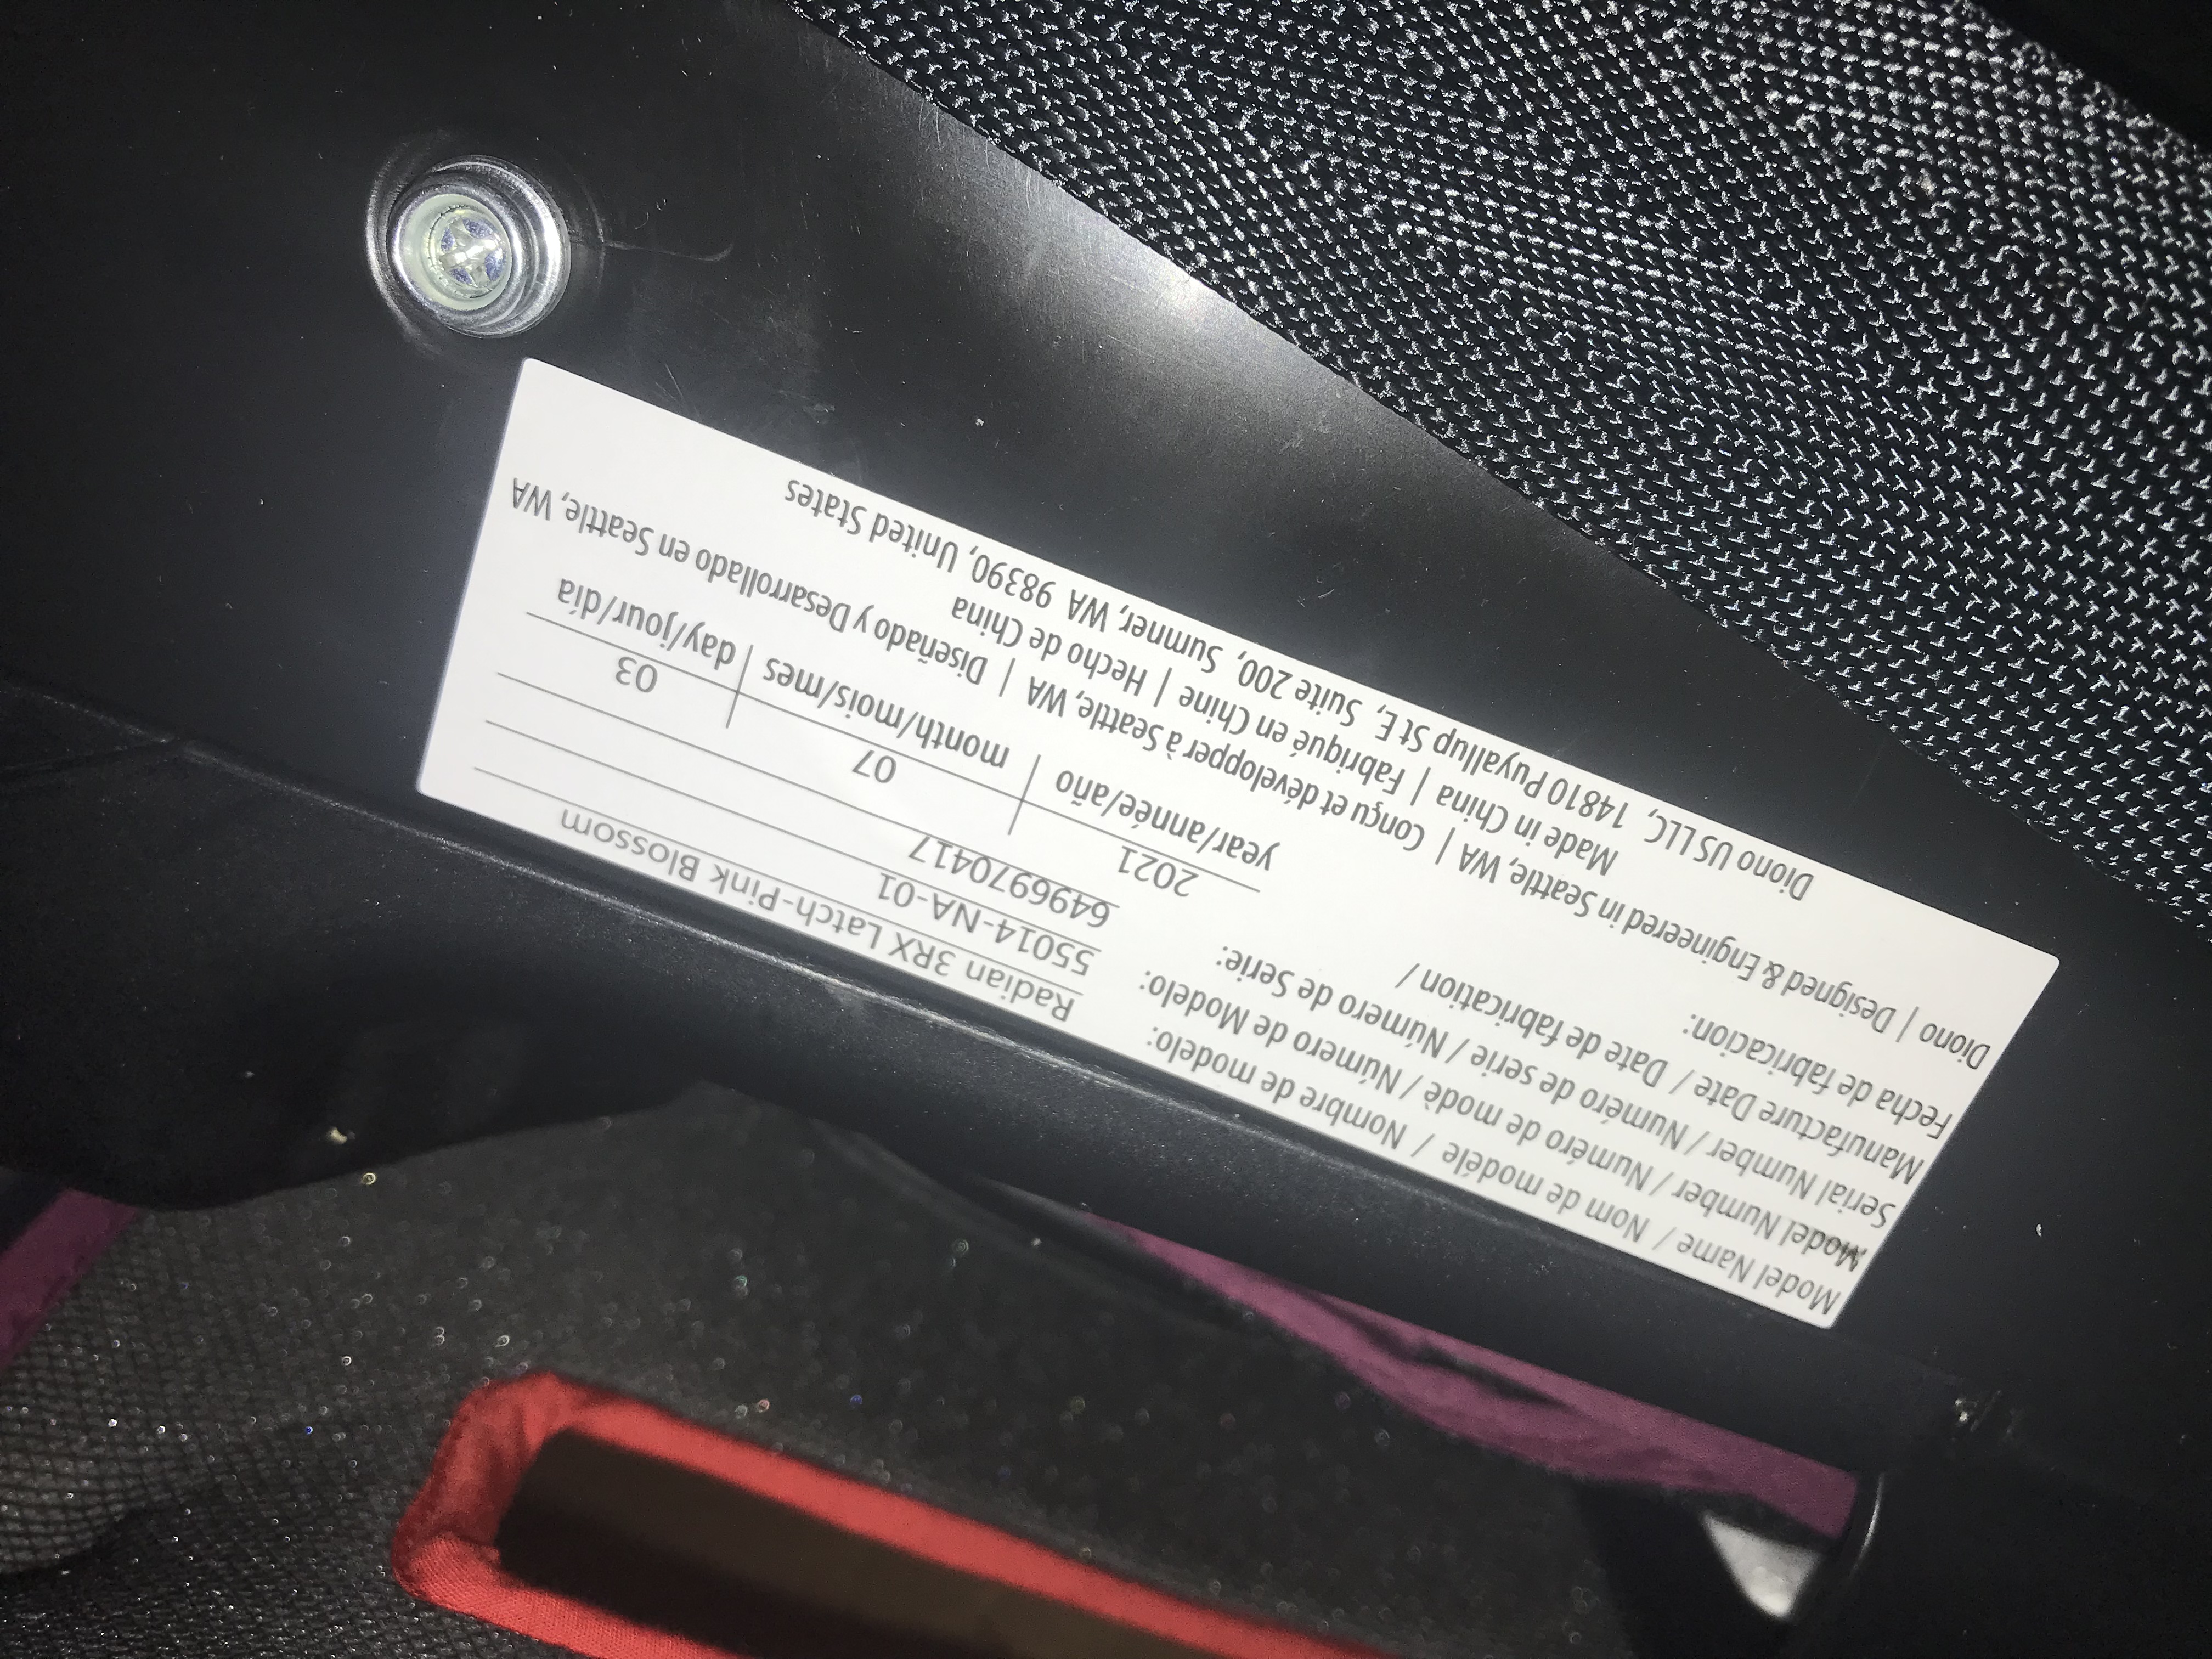 Model Name / Nom de modéle / Nombre de modelo: Radian 3RX Latch-Pink Blossom
Model Number / Numéro de modè / Número de Modelo: 55014-NA-01
Serial Number / Numéro de serie / Número de Serie: 6496970417
Manufacture Date / Date de fabrication / 2021 07 03
Fecha de fabricacion: year/année/año | month/mois/mes | day/jour/día
Diono | Designed & Engineered in Seattle, WA | Conçu et développer à Seattle, WA | Diseñado y Desarrollado en Seattle, WA
Made in China | Fabriqué en Chine | Hecho de China
Diono US LLC, 14810 Puyallup St E, Suite 200, Sumner, WA 98390, United States